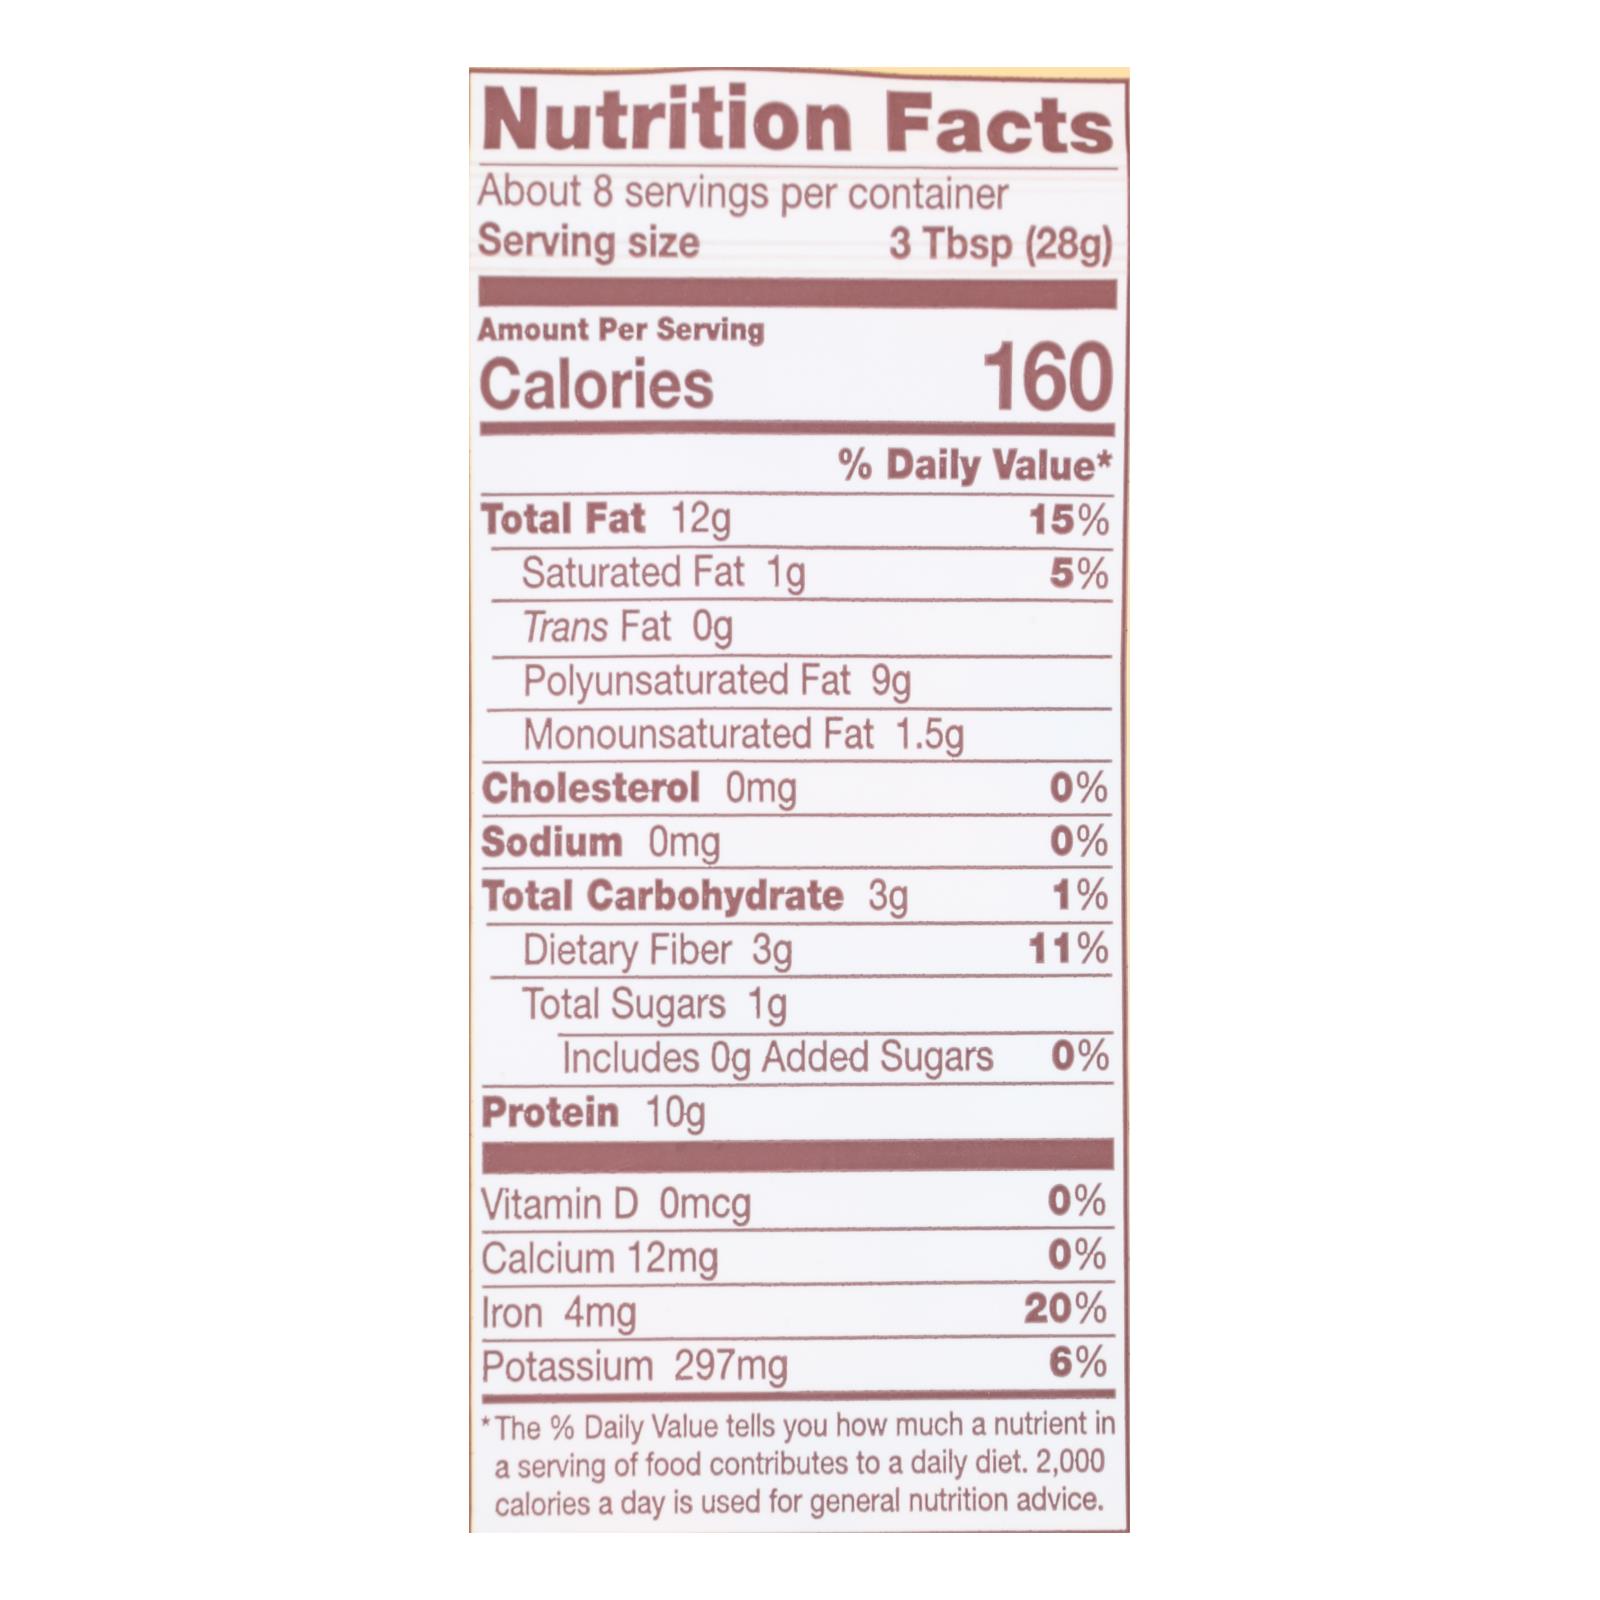 Nutrition Facts
About 8 servings per container
Serving size 3 Tbsp (28g)
Amount Per Serving
Calories 160
% Daily Value*
Total Fat 12g 15%
Saturated Fat 1g 5%
Trans Fat 0g
Polyunsaturated Fat 9g
Monounsaturated Fat 1.5g
Cholesterol 0mg 0%
Sodium 0mg 0%
Total Carbohydrate 3g 1%
Dietary Fiber 3g 11%
Total Sugars 1g
Includes 0g Added Sugars 0%
Protein 10g
Vitamin D 0mcg 0%
Calcium 12mg 0%
Iron 4mg 20%
Potassium 297mg 6%
*The % Daily Value tells you how much a nutrient in
a serving of food contributes to a daily diet. 2,000
calories a day is used for general nutrition advice.